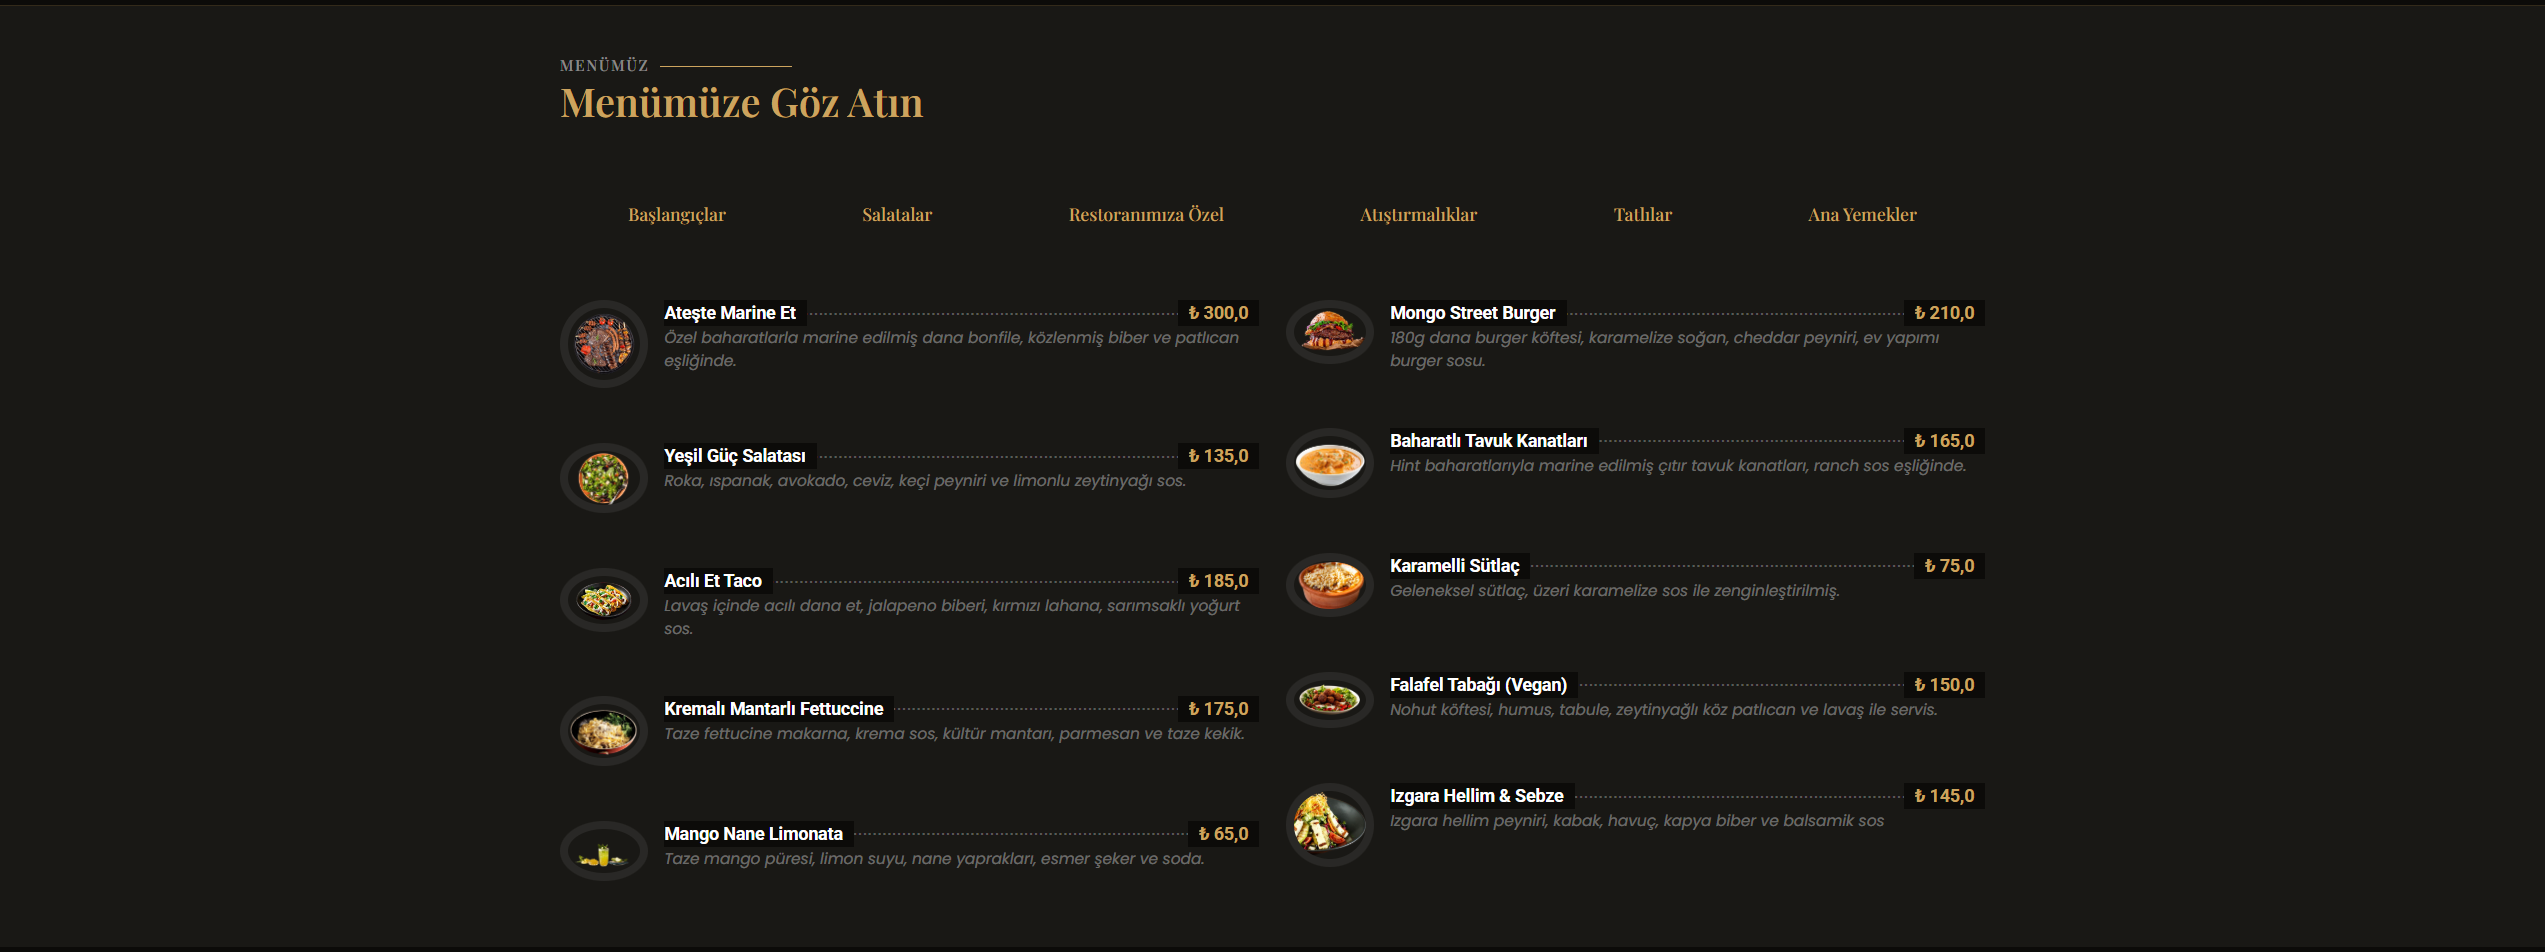 MENÜMÜZ
Menümüze Göz Atın
Başlangıçlar
Salatalar
Restoranımıza Özel
Atıştırmalıklar
Tatlılar
Ana Yemekler
Ateşte Marine Et ₺ 300,0
Özel baharatlarla marine edilmiş dana bonfile, közlenmiş biber ve patlıcan
eşliğinde.
Yeşil Güç Salatası ₺ 135,0
Roka, ıspanak, avokado, ceviz, keçi peyniri ve limonlu zeytinyağı sos.
Acılı Et Taco ₺ 185,0
Lavaş içinde acılı dana et, jalapeno biberi, kırmızı lahana, sarımsaklı yoğurt
sos.
Kremalı Mantarlı Fettuccine ₺ 175,0
Taze fettucine makarna, krema sos, kültür mantarı, parmesan ve taze kekik.
Mango Nane Limonata ₺ 65,0
Taze mango püresi, limon suyu, nane yaprakları, esmer şeker ve soda.
Mongo Street Burger ₺ 210,0
180g dana burger köftesi, karamelize soğan, cheddar peyniri, ev yapımı
burger sosu.
Baharatlı Tavuk Kanatları ₺ 165,0
Hint baharatlarıyla marine edilmiş çıtır tavuk kanatları, ranch sos eşliğinde.
Karamelli Sütlaç ₺ 75,0
Geleneksel sütlaç, üzeri karamelize sos ile zenginleştirilmiş.
Falafel Tabağı (Vegan) ₺ 150,0
Nohut köftesi, humus, tabule, zeytinyağlı köz patlıcan ve lavaş ile servis.
Izgara Hellim & Sebze ₺ 145,0
Izgara hellim peyniri, kabak, havuç, kapya biber ve balsamik sos